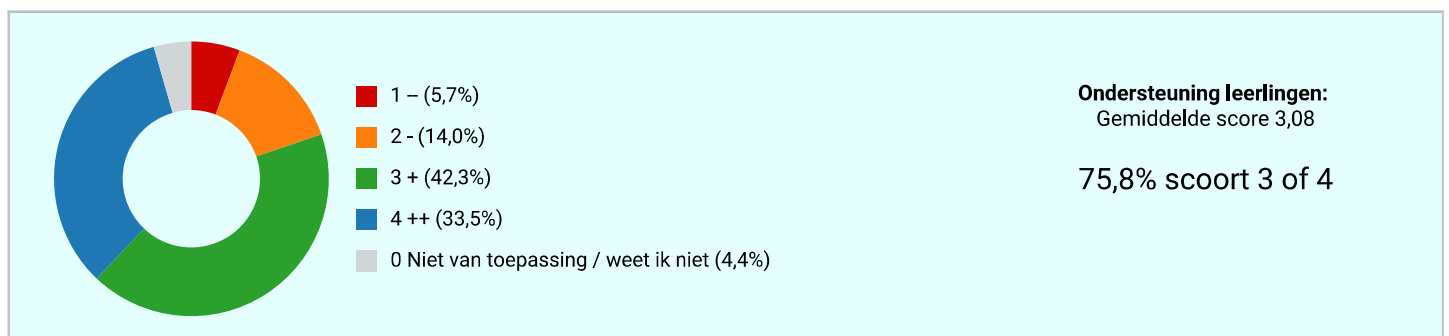 1 -- (5,7%)
2 - (14,0%)
3 + (42,3%)
4 ++ (33,5%)
0 Niet van toepassing / weet ik niet (4,4%)
Ondersteuning leerlingen:
Gemiddelde score 3,08
75,8% scoort 3 of 4